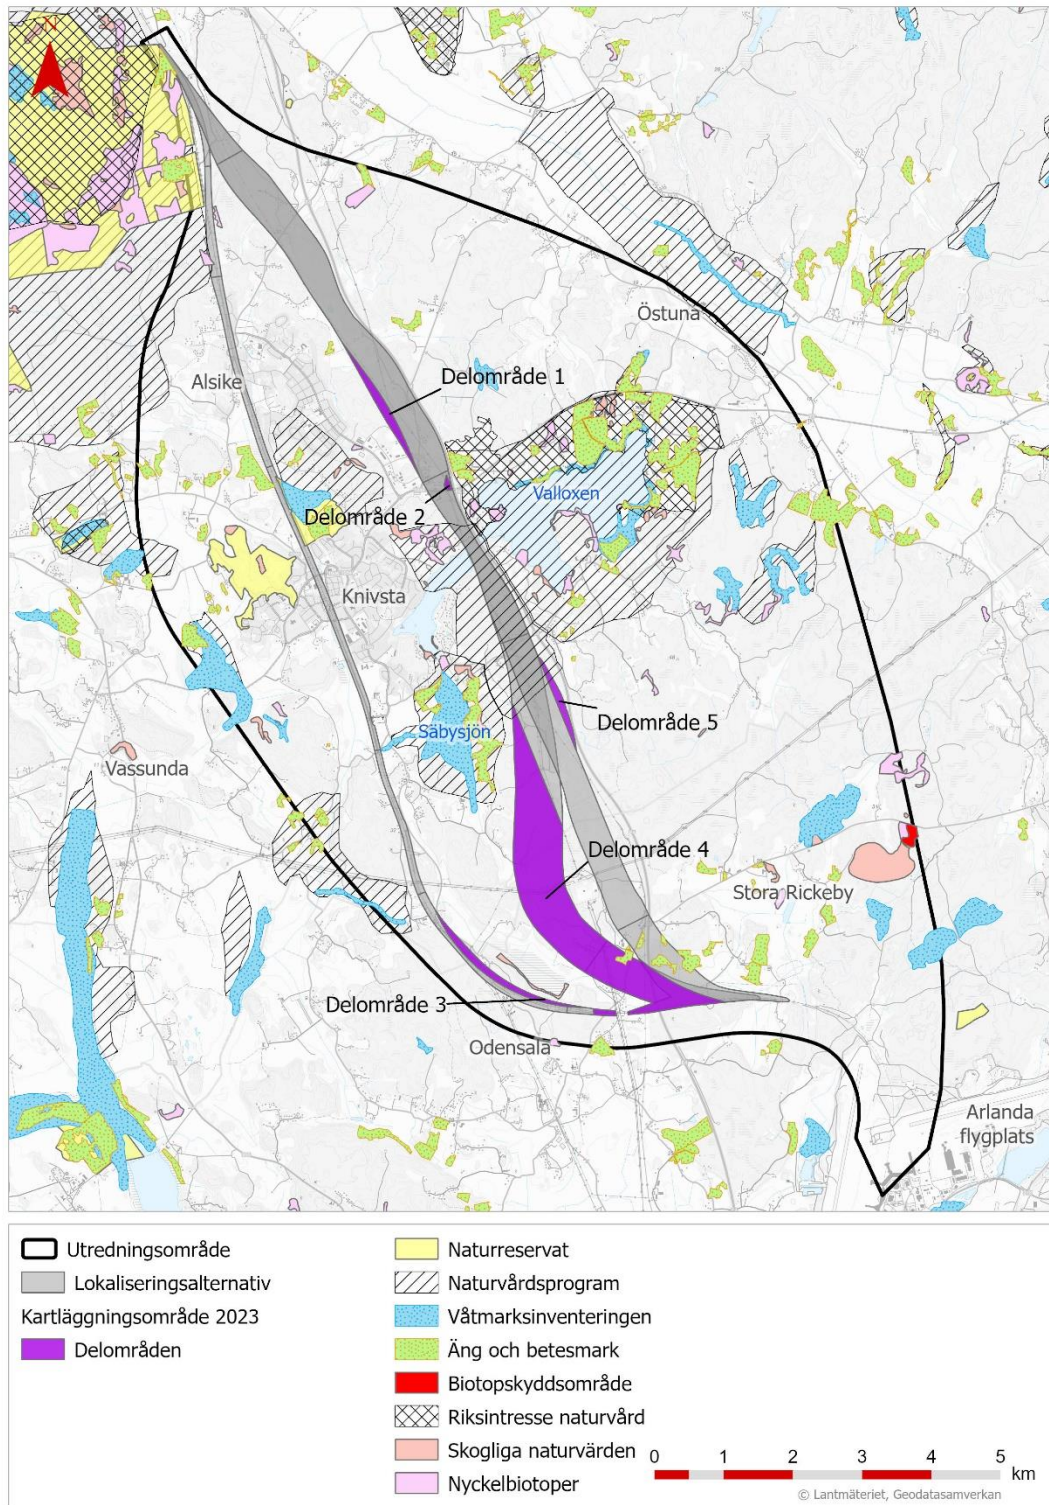 N
Östuna
Alsike
Delområde 1
Valloxen
Delområde 2
Knivsta
Delområde 5
Säbysjön
Vassunda
Delområde 4
Stora Rickeby
Delområde 3
Odensala
Arlanda
flygplats
Utredningsområde
Lokaliseringsalternativ
Kartläggningsområde 2023
Delområden
Naturreservat
Naturvårdsprogram
Våtmarksinventeringen
Äng och betesmark
Biotopskyddsområde
Riksintresse naturvård
Skogliga naturvärden
Nyckelbiotoper
0 1 2 3 4 5
km
© Lantmäteriet, Geodatasamverkan